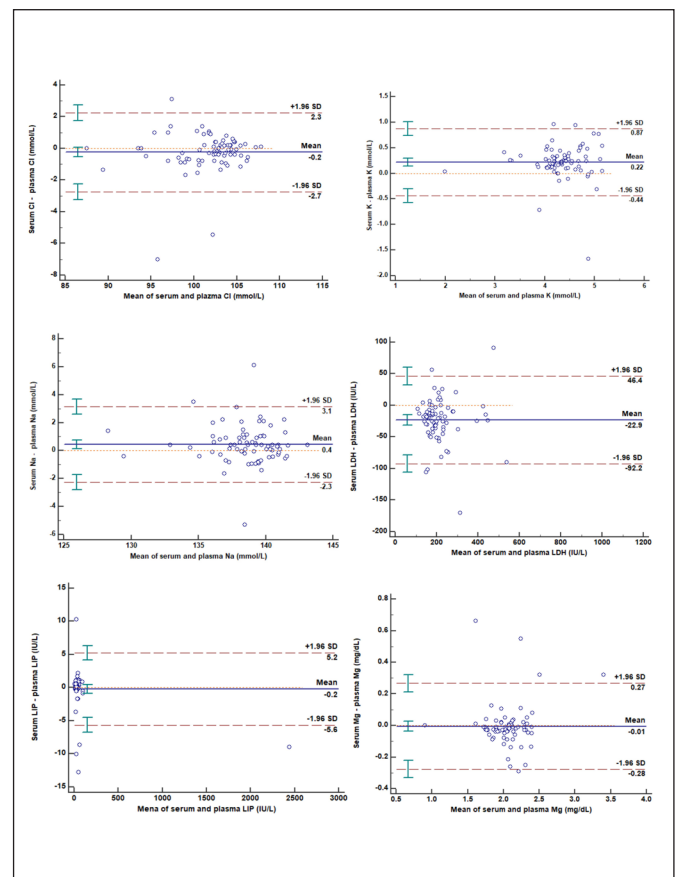 4
2
0
-2
-4
-6
-8
85 90 95 100 105 110 115
+1.96 SD
2.3
Mean
-0.2
-1.96 SD
-2.7
Serum Cl - plasma Cl (mmol/L)
Mean of serum and plazma Cl (mmol/L)
1,5
1,0
0,5
0,0
-0,5
-1,0
-1,5
-2,0
1 2 3 4 5 6
+1.96 SD
0.87
Mean
0.22
-1.96 SD
-0.44
Serum K - plasma K (mmol/L)
Mean of serum and plasma K (mmol/L)
8
6
4
2
0
-2
-4
-6
125 130 135 140 145
+1.96 SD
3.1
Mean
0.4
-1.96 SD
-2.3
Serum Na - plasma Na (mmol/L)
Mean of serum and plasma Na (mmol/L)
100
50
0
-50
-100
-150
-200
0 200 400 600 800 1000 1200
+1.96 SD
46.4
Mean
-22.9
-1.96 SD
-92.2
Serum LDH - plasma LDH (IU/L)
Mean of serum and plasma LDH (IU/L)
15
10
5
0
-5
-10
-15
0 500 1000 1500 2000 2500 3000
+1.96 SD
5.2
Mean
-0.2
-1.96 SD
-5.6
Serum LIP - plasma LIP (IU/L)
Mena of serum and plasma LIP (IU/L)
0.8
0.6
0.4
0.2
0.0
-0.2
-0.4
0.5 1.0 1.5 2.0 2.5 3.0 3.5 4.0
+1.96 SD
0.27
Mean
-0.01
-1.96 SD
-0.28
Serum Mg - plasma Mg (mg/dL)
Mean of serum and plasma Mg (mg/dL)